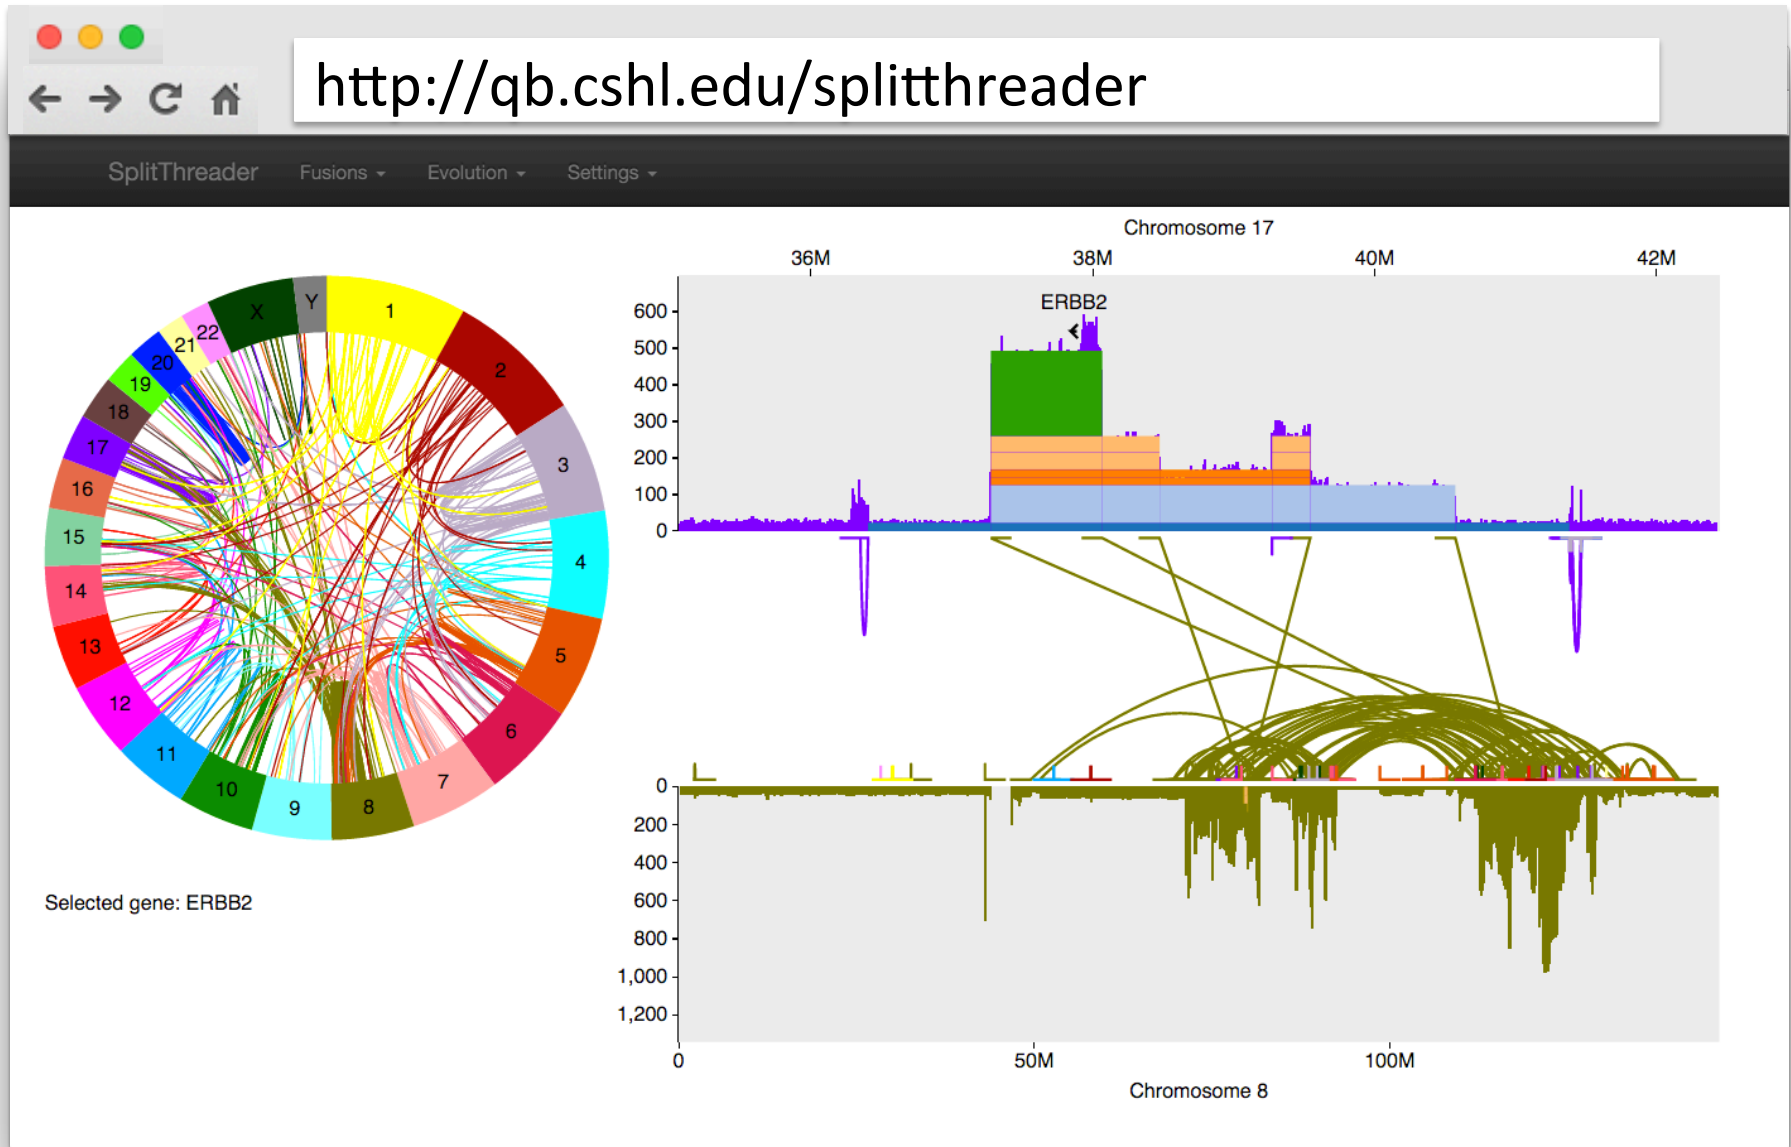 http://qb.cshl.edu/splitthreader
SplitThreader Fusions Evolution Settings
Chromosome 17
36M 38M 40M 42M
ERBB2
600
500
400
300
200
100
0
X Y 1 2 3 4 5 6 7 8 9 10 11 12 13 14 15 16 17 18 19 20 21 22
Selected gene: ERBB2
0
200
400
600
800
1,000
1,200
0 50M 100M
Chromosome 8